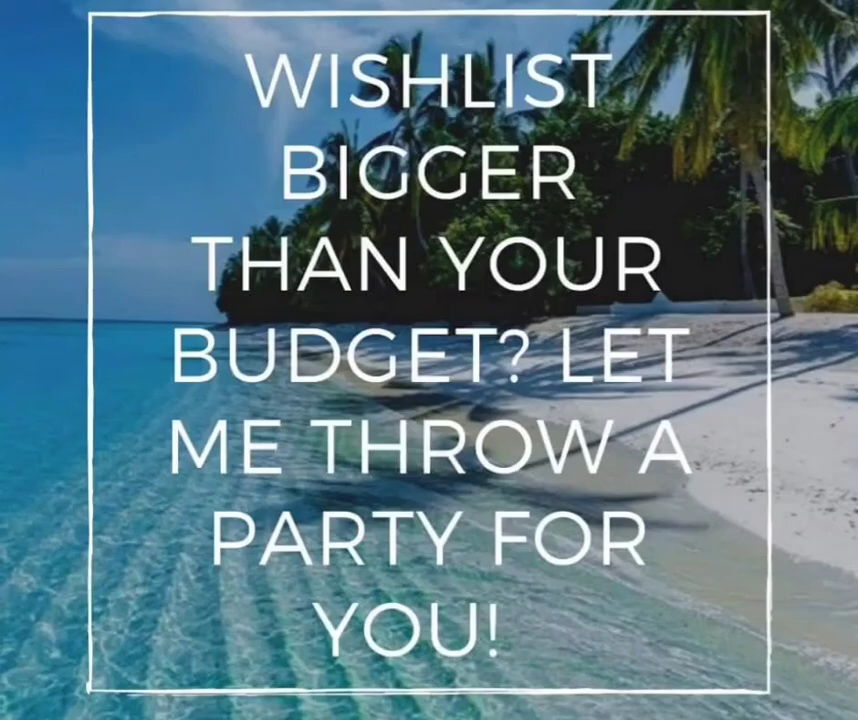 WISHLIST
BIGGER
THAN YOUR
BUDGET? LET
ME THROW A
PARTY FOR
YOU!